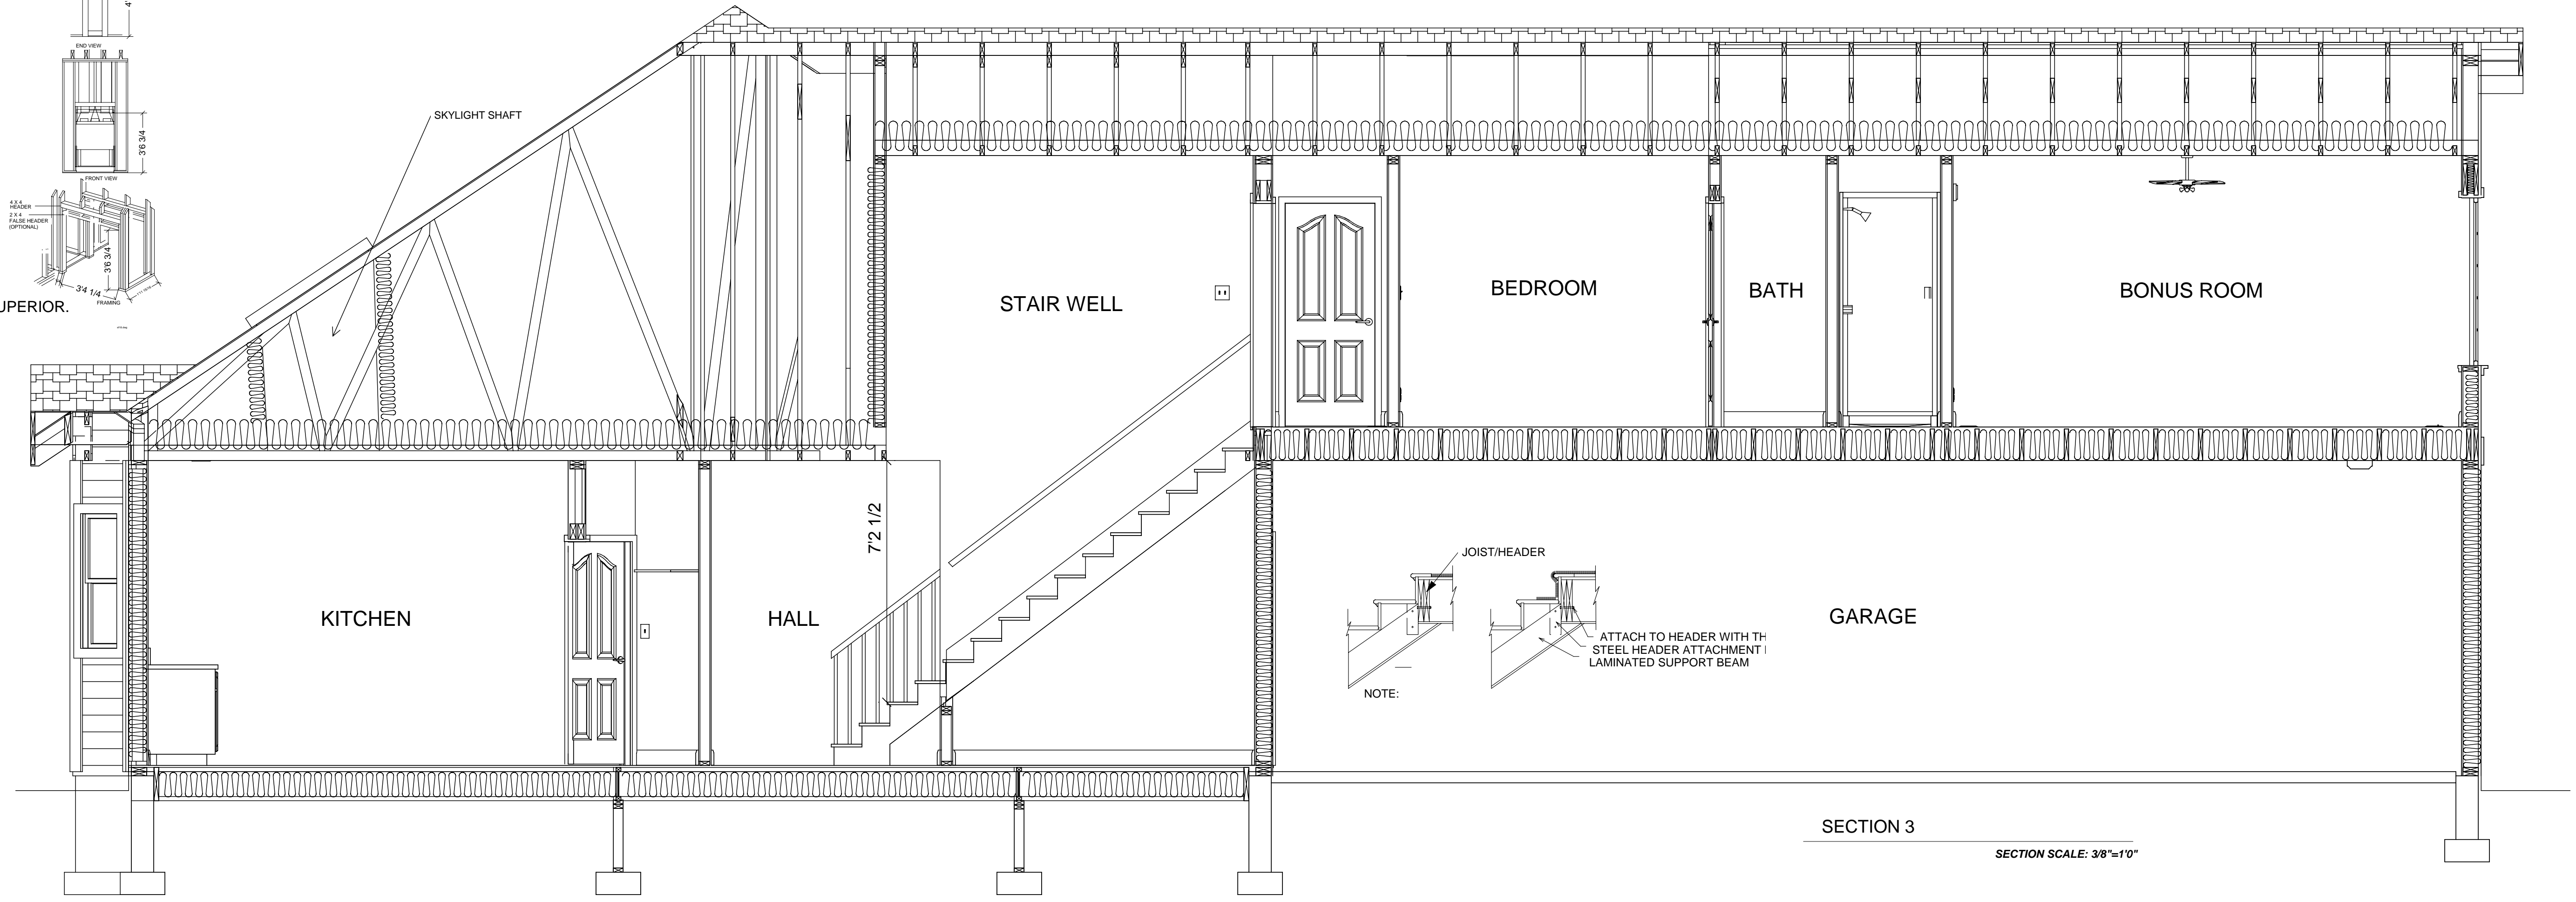 4'
END VIEW
3'6 3/4
FRONT VIEW
4 X 4
HEADER
2 X 4
FALSE HEADER
(OPTIONAL)
3'6 3/4
3'4 1/4
FRAMING
UPERIOR.
SKYLIGHT SHAFT
STAIR WELL
BEDROOM
BATH
BONUS ROOM
KITCHEN
HALL
7'2 1/2
JOIST/HEADER
ATTACH TO HEADER WITH TH
STEEL HEADER ATTACHMENT
LAMINATED SUPPORT BEAM
NOTE:
GARAGE
SECTION 3
SECTION SCALE: 3/8"=1'0"